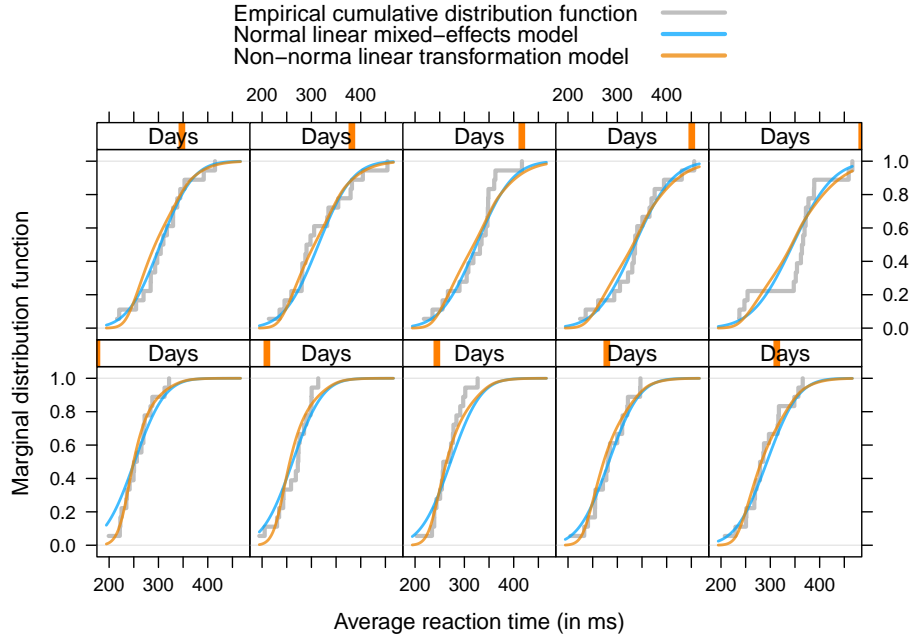 Empirical cumulative distribution function
Normal linear mixed−effects model
Non−norma linear transformation model
200 300 400 200 300 400
Days Days Days Days Days
1.0
0.8
0.6
0.4
0.2
0.0
Days Days Days Days Days
1.0
0.8
0.6
0.4
0.2
0.0
200 300 400 200 300 400 200 300 400
Marginal distribution function
Average reaction time (in ms)